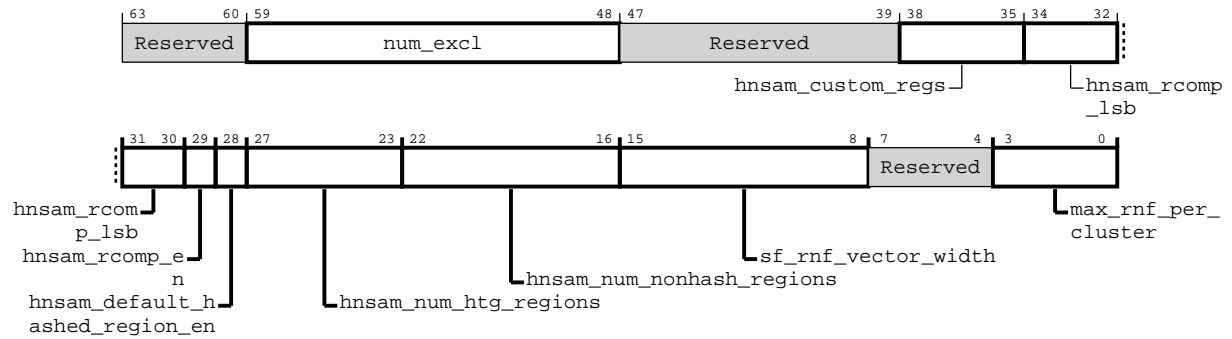 63 60 59 48 47 39 38 35 34 32
Reserved num_excl Reserved
hnsam_custom_regs hnsam_rcomp
_lsb
31 30 29 28 27 23 22 16 15 8 7 4 3 0
Reserved
hnsam_rcom
p_lsb
max_rnf_per_
cluster
hnsam_rcomp_e
n
sf_rnf_vector_width
hnsam_num_nonhash_regions
hnsam_default_h
ashed_region_en
hnsam_num_htg_regions